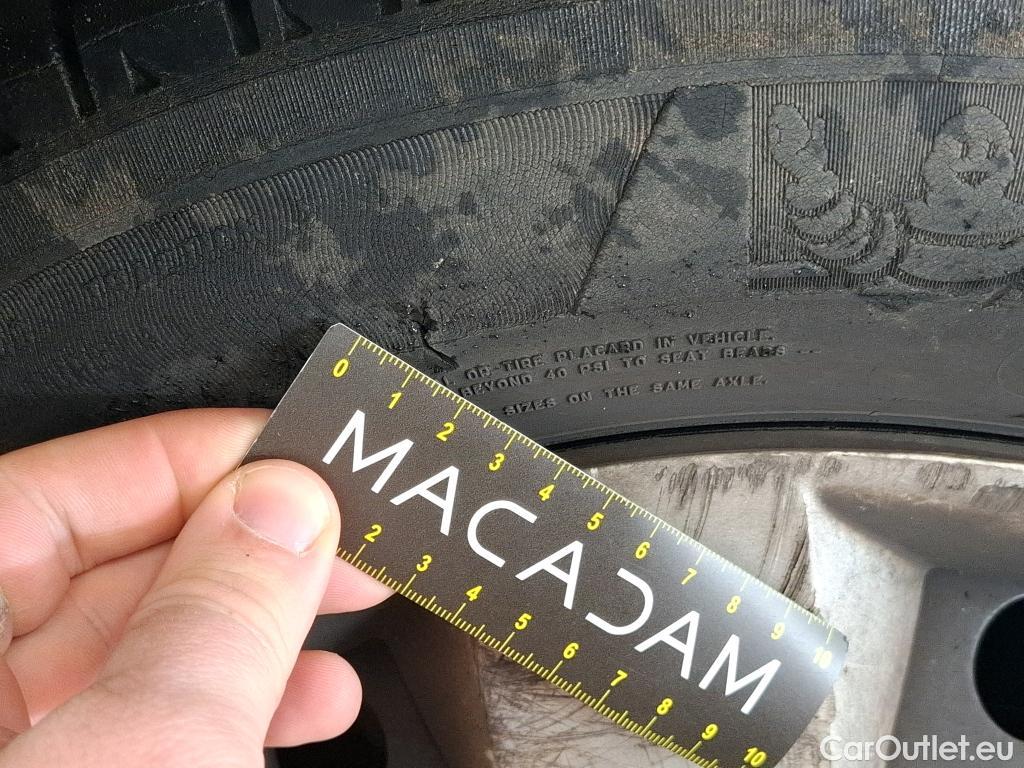 OR TIRE PLACARD IN VEHICLE.
BEYOND 40 PSI TO SEAT BEADS
SIZES ON THE SAME AXLE.
0 1 2 3 4 5 6 7 8 9 10
MACADAM
2 3 4 5 6 7 8 9 10
CarOutlet.eu